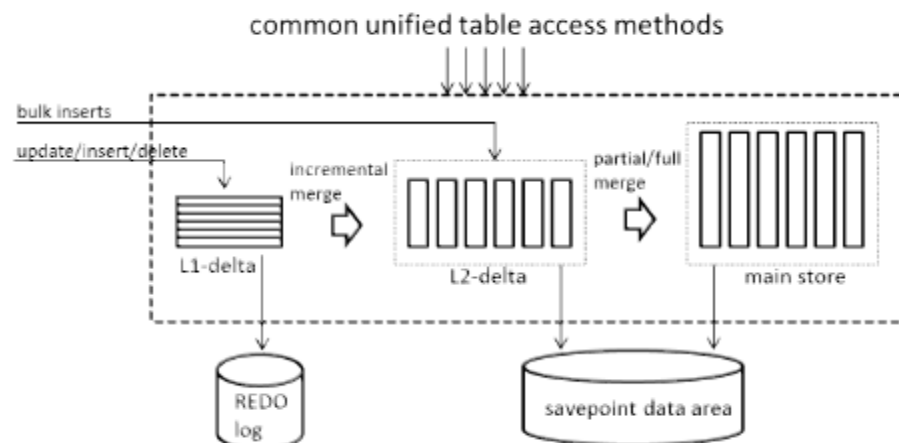 common unified table access methods
bulk inserts
update/insert/delete
incremental
merge
partial/full
merge
L1-delta
L2-delta
main store
REDO
log
savepoint data area